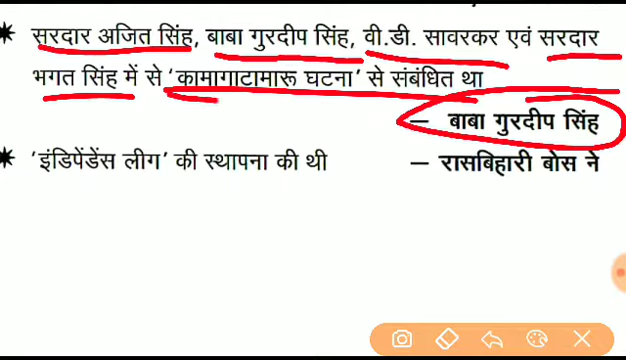 ✷ सरदार अजित सिंह, बाबा गुरदीप सिंह, वी.डी. सावरकर एवं सरदार
भगत सिंह में से ‘कामागाटामारू घटना’ से संबंधित था
— बाबा गुरदीप सिंह
✷ ‘इंडिपेंडेंस लीग’ की स्थापना की थी — रासबिहारी बोस ने